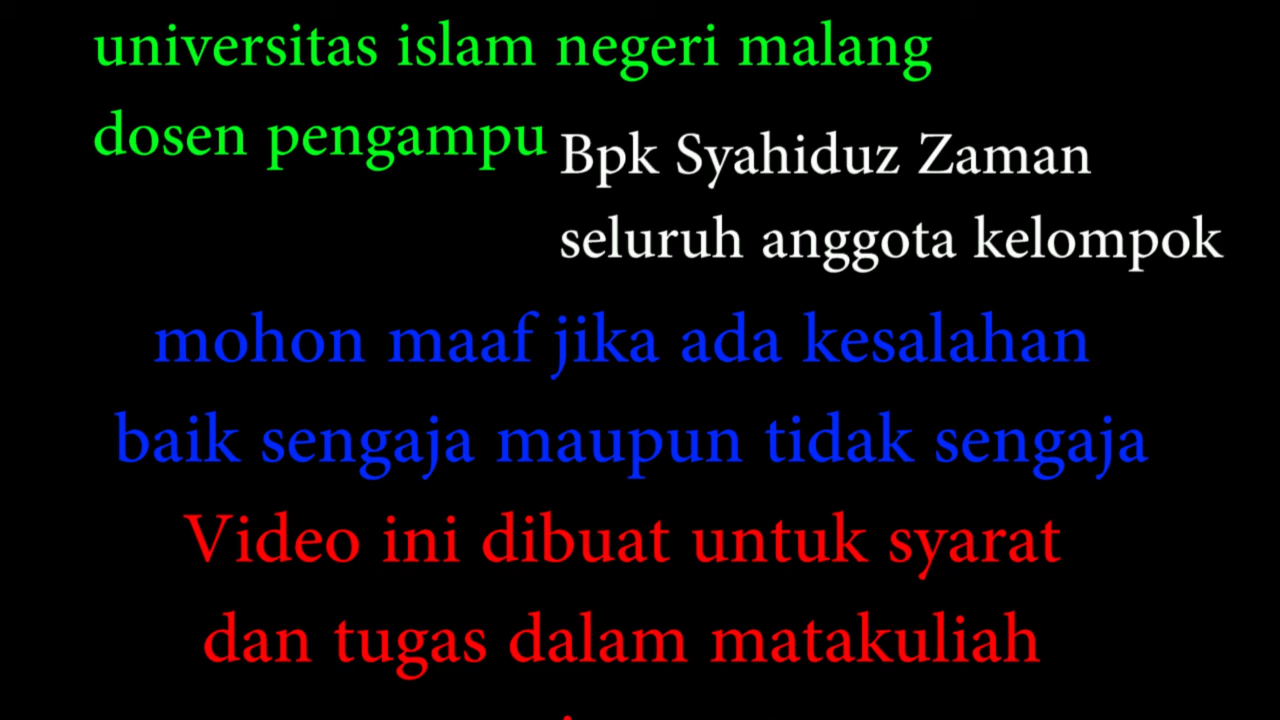 universitas islam negeri malang
dosen pengampu
Bpk Syahiduz Zaman
seluruh anggota kelompok
mohon maaf jika ada kesalahan
baik sengaja maupun tidak sengaja
Video ini dibuat untuk syarat
dan tugas dalam matakuliah